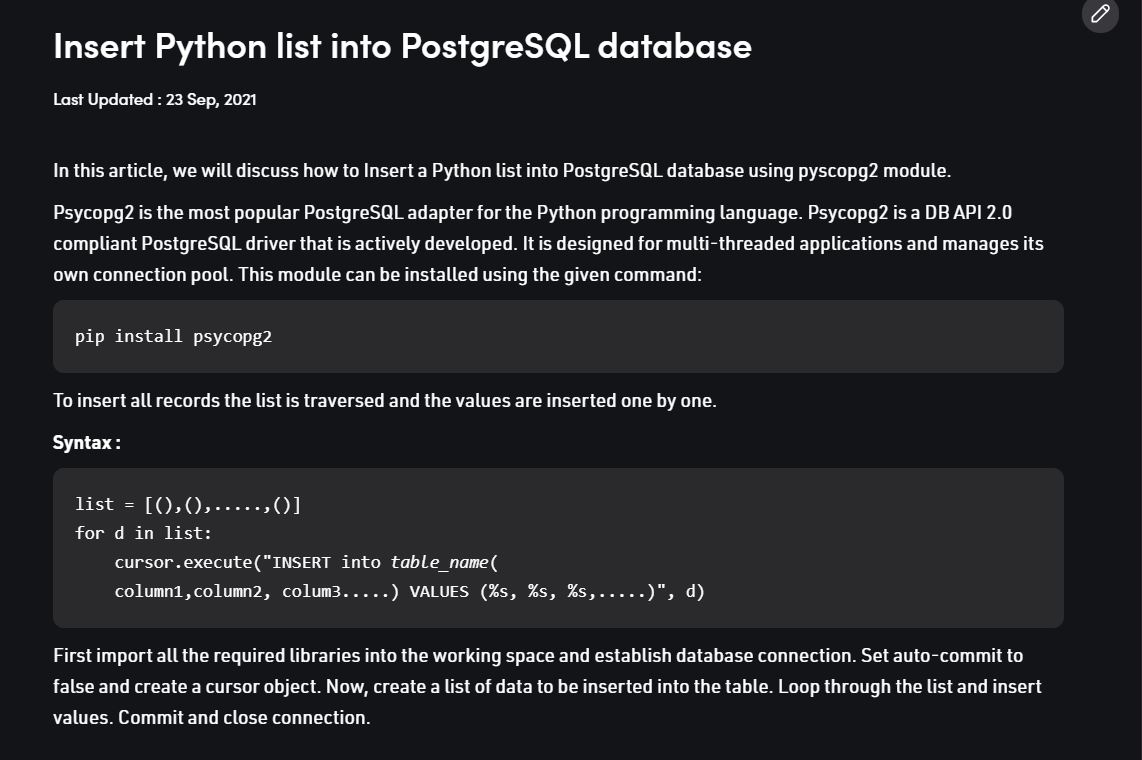 Insert Python list into PostgreSQL database
Last Updated : 23 Sep, 2021
In this article, we will discuss how to Insert a Python list into PostgreSQL database using pyscopg2 module.
Psycopg2 is the most popular PostgreSQL adapter for the Python programming language. Psycopg2 is a DB API 2.0
compliant PostgreSQL driver that is actively developed. It is designed for multi-threaded applications and manages its
own connection pool. This module can be installed using the given command:
pip install psycopg2
To insert all records the list is traversed and the values are inserted one by one.
Syntax :
list = [(),(),.....,()]
for d in list:
    cursor.execute("INSERT into table_name(
    column1,column2, colum3.....) VALUES (%s, %s, %s,.....)", d)
First import all the required libraries into the working space and establish database connection. Set auto-commit to
false and create a cursor object. Now, create a list of data to be inserted into the table. Loop through the list and insert
values. Commit and close connection.